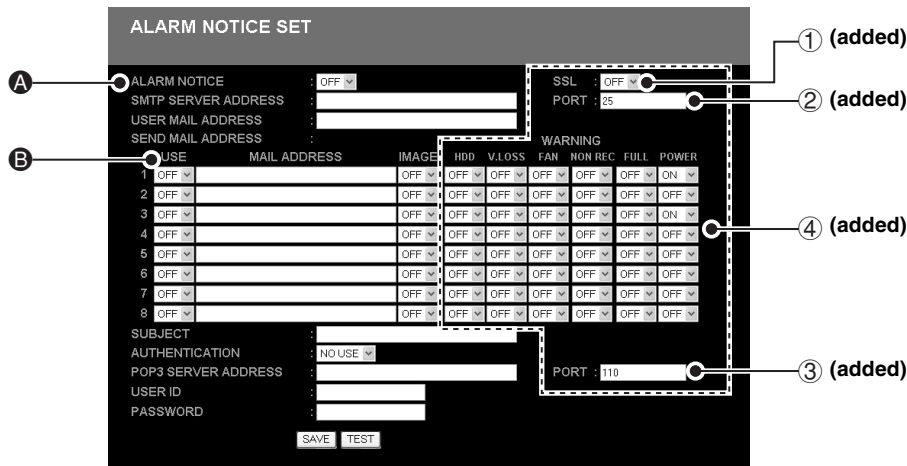 ALARM NOTICE SET
① (added)
Ⓐ ALARM NOTICE : OFF SSL : OFF
SMTP SERVER ADDRESS : PORT : 25 ② (added)
USER MAIL ADDRESS :
SEND MAIL ADDRESS : WARNING
Ⓑ USE MAIL ADDRESS IMAGE HDD V.LOSS FAN NON REC FULL POWER
1 OFF OFF OFF OFF OFF OFF OFF ON
2 OFF OFF OFF OFF OFF OFF OFF OFF
3 OFF OFF OFF OFF OFF OFF OFF ON
4 OFF OFF OFF OFF OFF OFF OFF OFF ④ (added)
5 OFF OFF OFF OFF OFF OFF OFF OFF
6 OFF OFF OFF OFF OFF OFF OFF OFF
7 OFF OFF OFF OFF OFF OFF OFF OFF
8 OFF OFF OFF OFF OFF OFF OFF OFF
SUBJECT :
AUTHENTICATION : NO USE
POP3 SERVER ADDRESS : PORT : 110 ③ (added)
USER ID :
PASSWORD :
SAVE TEST